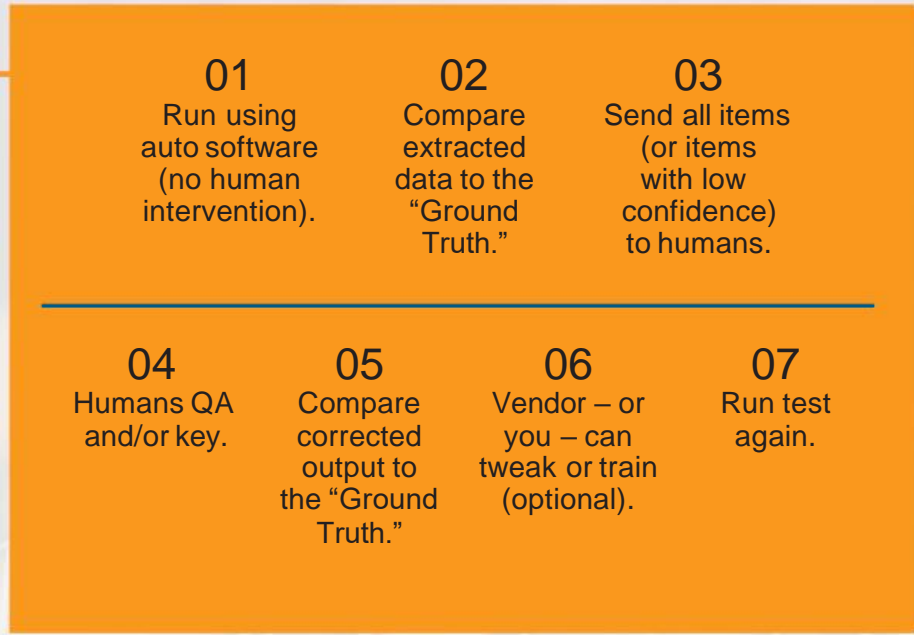 01
Run using
auto software
(no human
intervention).
02
Compare
extracted
data to the
“Ground
Truth.”
03
Send all items
(or items
with low
confidence)
to humans.
04
Humans QA
and/or key.
05
Compare
corrected
output to
the “Ground
Truth.”
06
Vendor – or
you – can
tweak or train
(optional).
07
Run test
again.